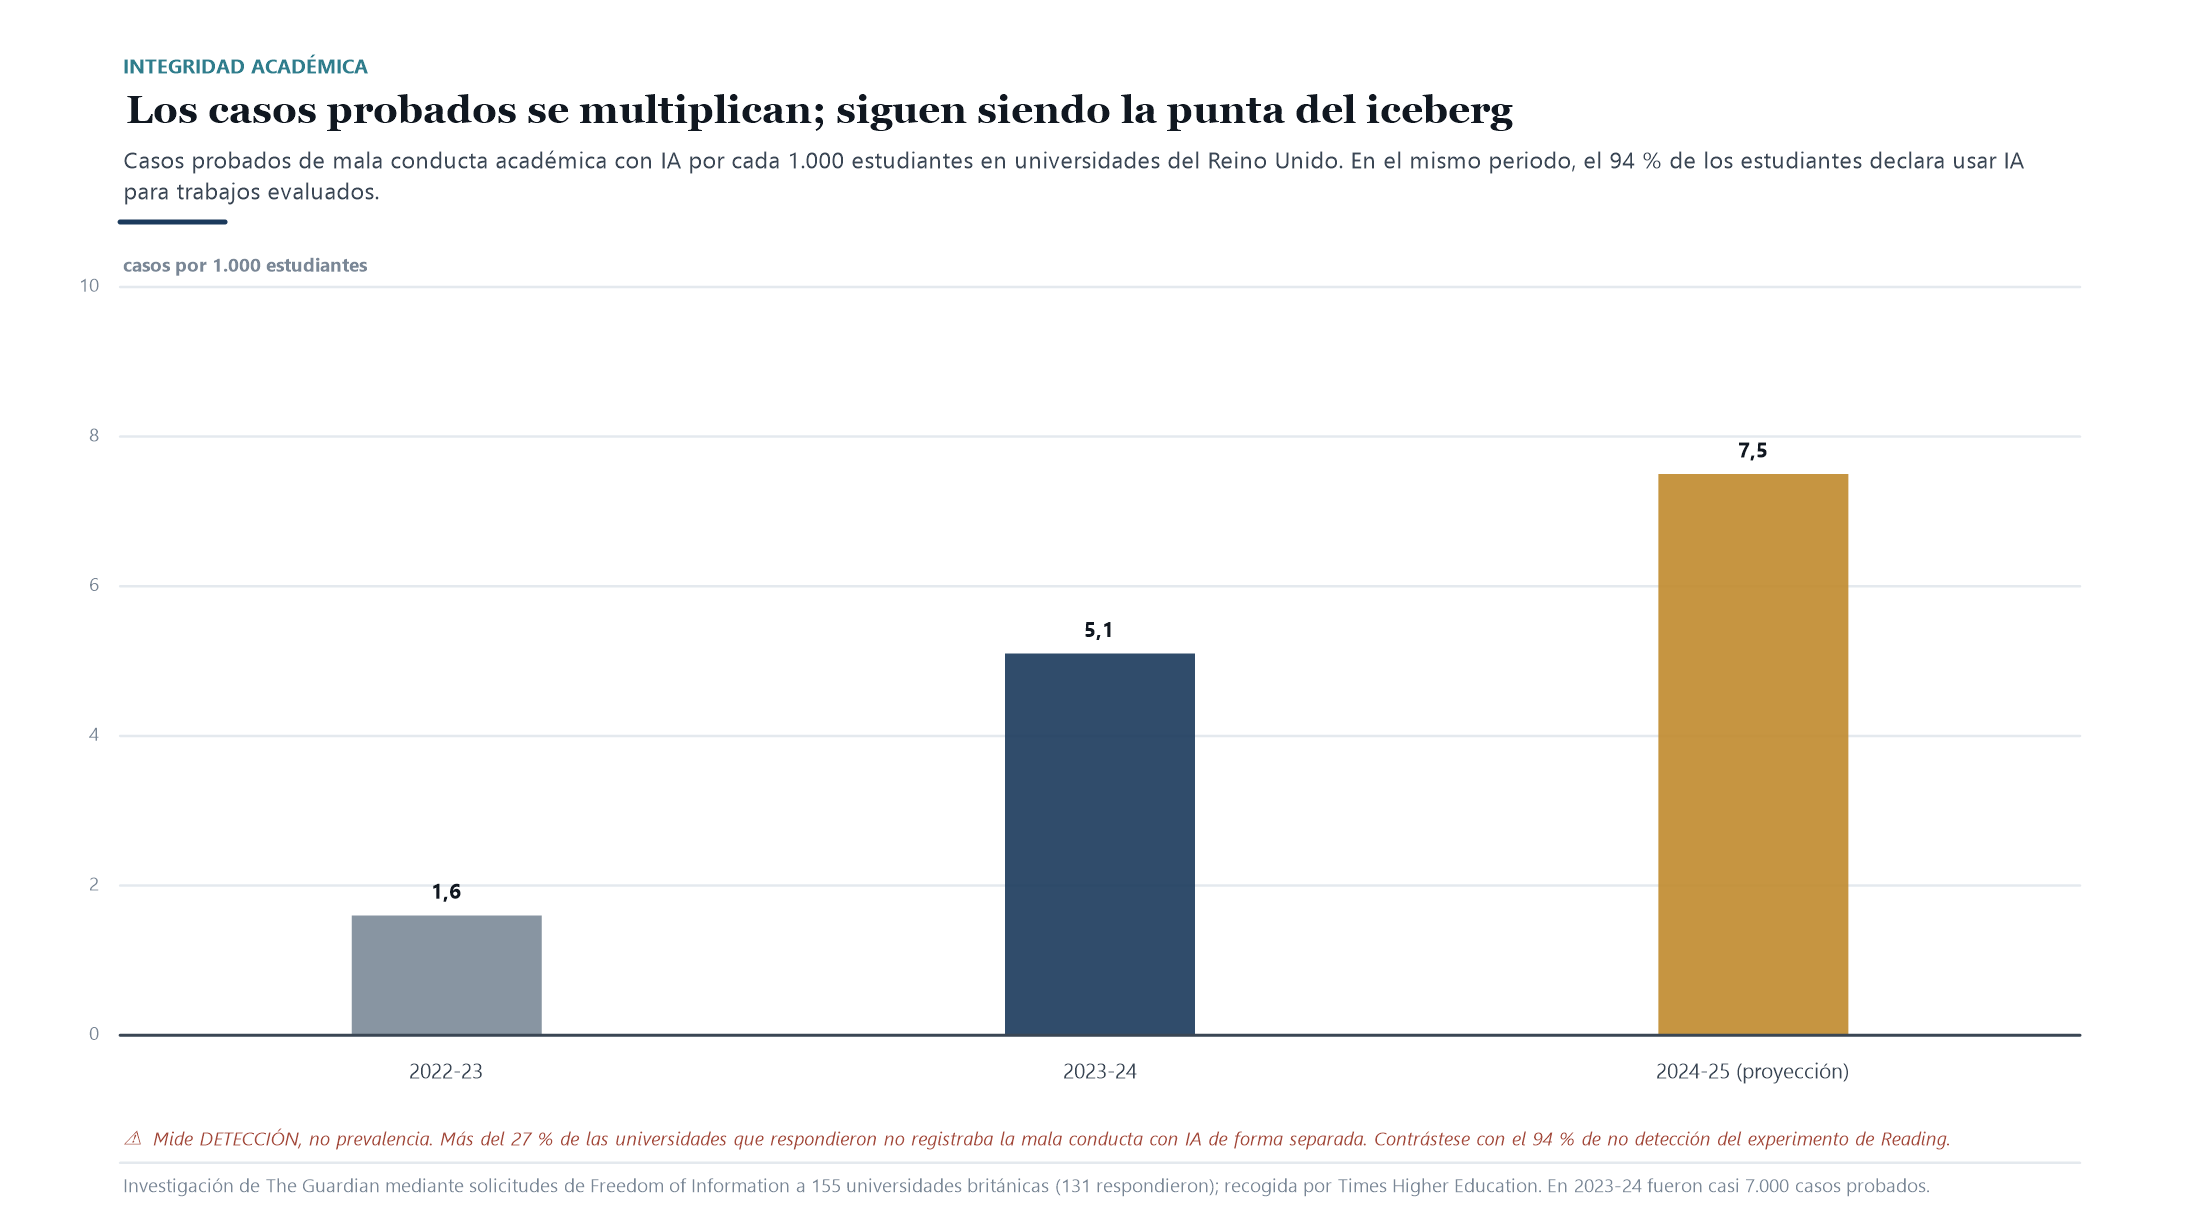 INTEGRIDAD ACADÉMICA
Los casos probados se multiplican; siguen siendo la punta del iceberg
Casos probados de mala conducta académica con IA por cada 1.000 estudiantes en universidades del Reino Unido. En el mismo periodo, el 94 % de los estudiantes declara usar IA
para trabajos evaluados.
casos por 1.000 estudiantes
10
8
7,5
6
5,1
4
2
1,6
0
2022-23
2023-24
2024-25 (proyección)
⚠ Mide DETECCIÓN, no prevalencia. Más del 27 % de las universidades que respondieron no registraba la mala conducta con IA de forma separada. Contrástese con el 94 % de no detección del experimento de Reading.
Investigación de The Guardian mediante solicitudes de Freedom of Information a 155 universidades británicas (131 respondieron); recogida por Times Higher Education. En 2023-24 fueron casi 7.000 casos probados.